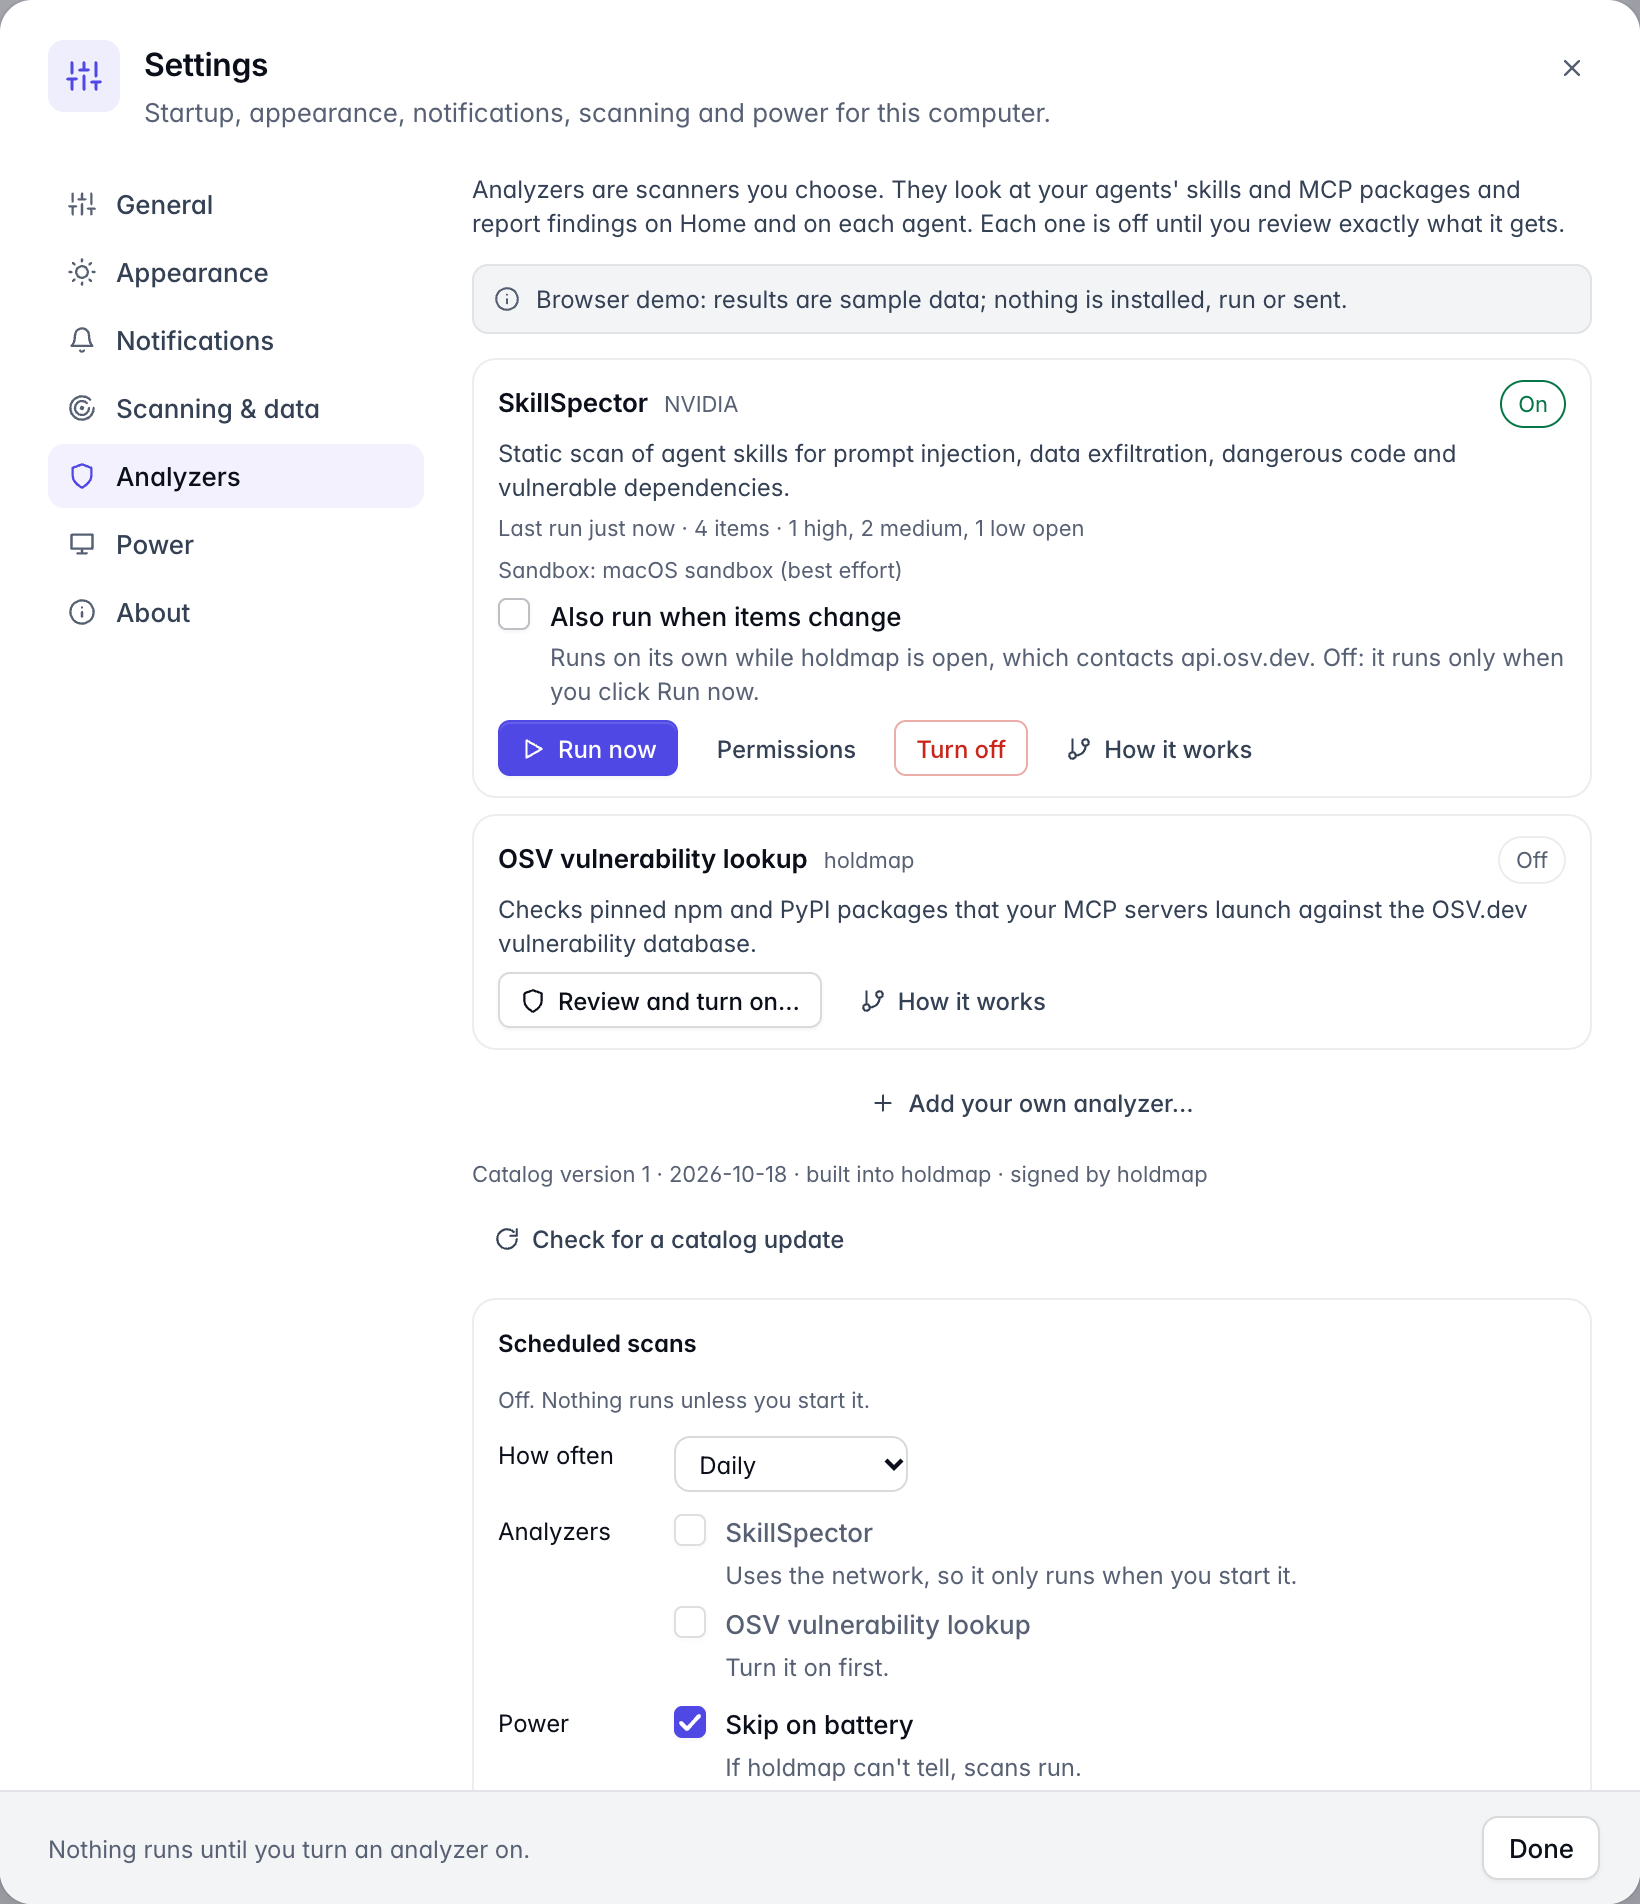 Settings
Startup, appearance, notifications, scanning and power for this computer.
General
Appearance
Notifications
Scanning & data
Analyzers
Power
About
Analyzers are scanners you choose. They look at your agents' skills and MCP packages and
report findings on Home and on each agent. Each one is off until you review exactly what it gets.
Browser demo: results are sample data; nothing is installed, run or sent.
SkillSpector NVIDIA
On
Static scan of agent skills for prompt injection, data exfiltration, dangerous code and
vulnerable dependencies.
Last run just now · 4 items · 1 high, 2 medium, 1 low open
Sandbox: macOS sandbox (best effort)
Also run when items change
Runs on its own while holdmap is open, which contacts api.osv.dev. Off: it runs only when
you click Run now.
Run now
Permissions
Turn off
How it works
OSV vulnerability lookup holdmap
Off
Checks pinned npm and PyPI packages that your MCP servers launch against the OSV.dev
vulnerability database.
Review and turn on...
How it works
Add your own analyzer...
Catalog version 1 · 2026-10-18 · built into holdmap · signed by holdmap
Check for a catalog update
Scheduled scans
Off. Nothing runs unless you start it.
How often
Daily
Analyzers
SkillSpector
Uses the network, so it only runs when you start it.
OSV vulnerability lookup
Turn it on first.
Power
Skip on battery
If holdmap can't tell, scans run.
Nothing runs until you turn an analyzer on.
Done